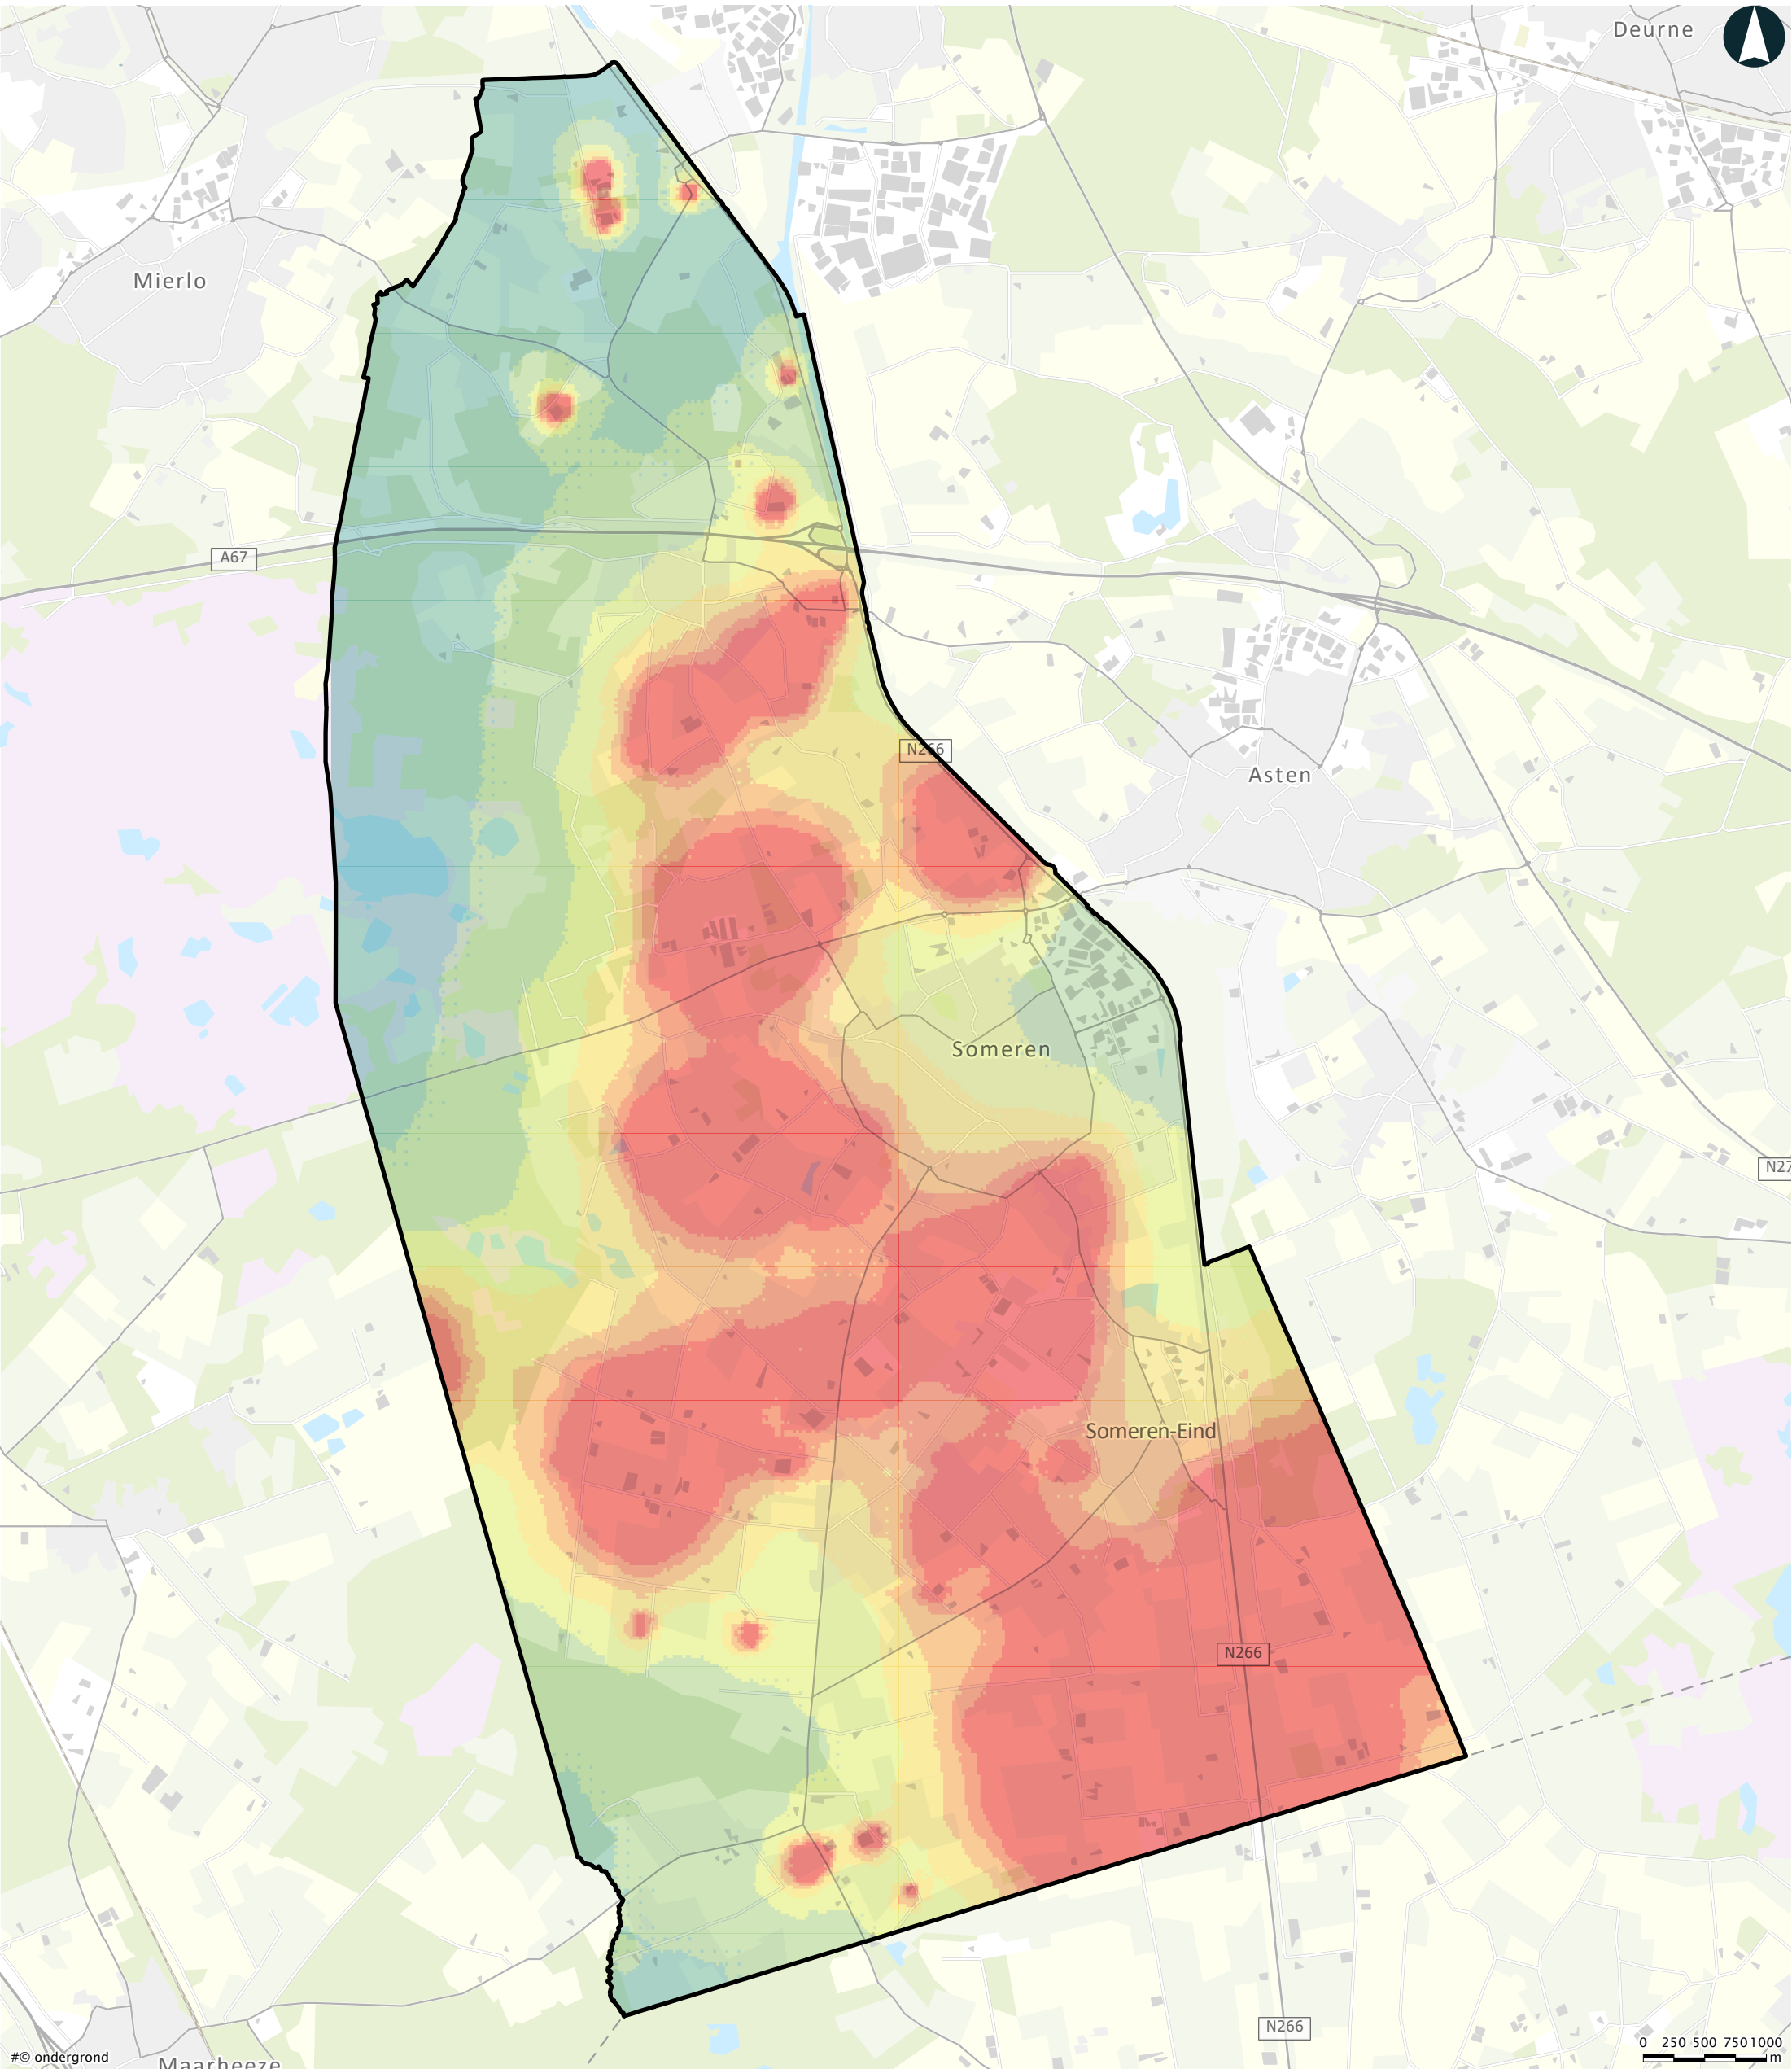 Deurne
Mierlo
A67
N266
Asten
Someren
N27
Someren-Eind
N266
N266
0 250 500 750 1000
m
#© ondergrond
Maarheeze